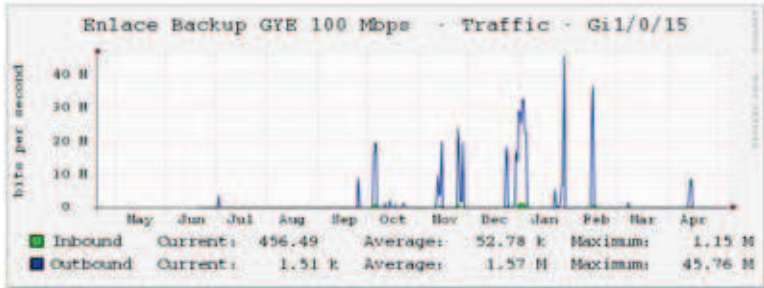 Enlace Backup GYE 100 Mbps - Traffic - Gi1/0/15
bits per second
40 M
30 M
20 M
10 M
0
May Jun Jul Aug Sep Oct Nov Dec Jan Feb Mar Apr
Inbound Current: 456.49 Average: 52.78 k Maximum: 1.15 M
Outbound Current: 1.51 k Average: 1.57 M Maximum: 45.76 M